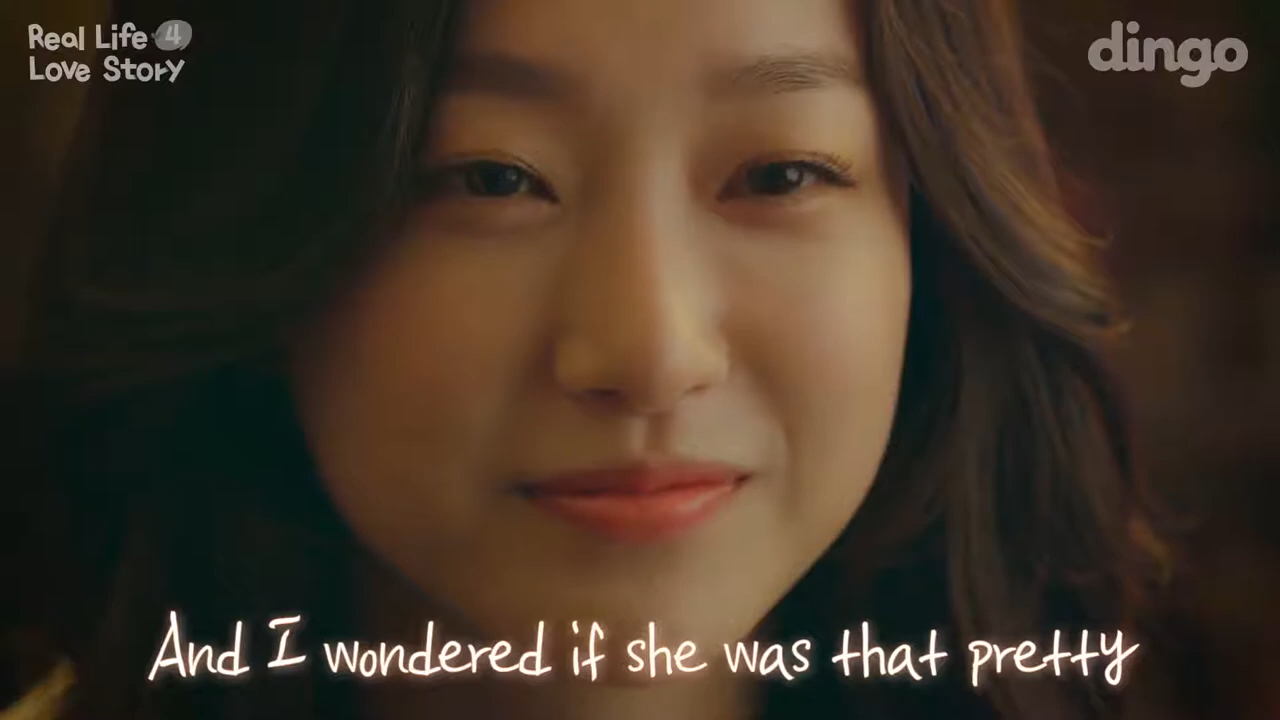 Real Life 4
Love Story
dingo
And I wondered if she was that pretty